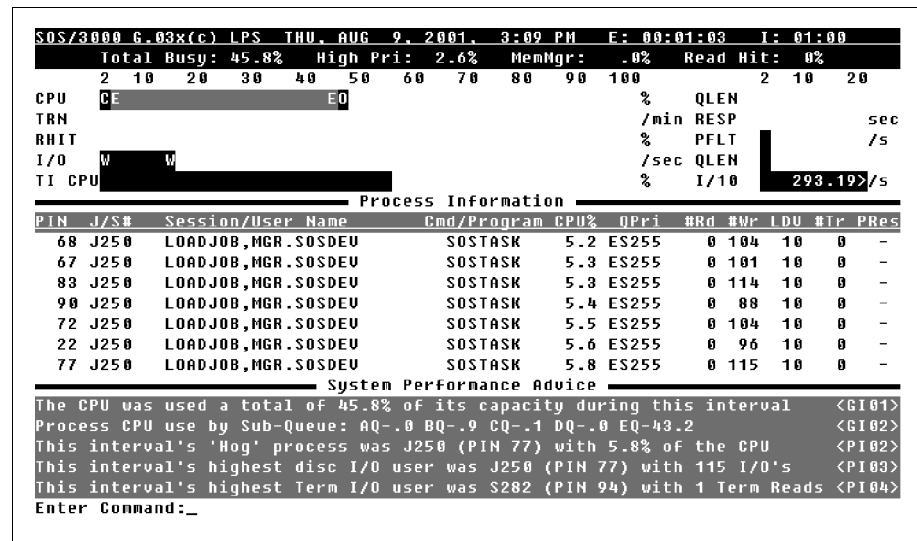 SOS/3000 G.03x(c) LPS THU, AUG 9, 2001, 3:09 PM E: 00:01:03 I: 01:00
Total Busy: 45.8% High Pri: 2.6% MemMgr: .0% Read Hit: 0%
2 10 20 30 40 50 60 70 80 90 100 2 10 20
CPU CE EO % QLEN
TRN /min RESP sec
RHIT % PFLT /s
I/O W W /sec QLEN
TI CPU % I/10 293.19>/s
Process Information
PIN J/S# Session/User Name Cmd/Program CPU% QPri #Rd #Wr LDV #Tr PRes
68 J250 LOADJOB,MGR.SOSDEV SOSTASK 5.2 ES255 0 104 10 0 -
67 J250 LOADJOB,MGR.SOSDEV SOSTASK 5.3 ES255 0 101 10 0 -
83 J250 LOADJOB,MGR.SOSDEV SOSTASK 5.3 ES255 0 114 10 0 -
90 J250 LOADJOB,MGR.SOSDEV SOSTASK 5.4 ES255 0 88 10 0 -
72 J250 LOADJOB,MGR.SOSDEV SOSTASK 5.5 ES255 0 104 10 0 -
22 J250 LOADJOB,MGR.SOSDEV SOSTASK 5.6 ES255 0 96 10 0 -
77 J250 LOADJOB,MGR.SOSDEV SOSTASK 5.8 ES255 0 115 10 0 -
System Performance Advice
The CPU was used a total of 45.8% of its capacity during this interval <GI01>
Process CPU use by Sub-Queue: AQ-.0 BQ-.9 CQ-.1 DQ-.0 EQ-43.2 <GI02>
This interval's 'Hog' process was J250 (PIN 77) with 5.8% of the CPU <PI02>
This interval's highest disc I/O user was J250 (PIN 77) with 115 I/O's <PI03>
This interval's highest Term I/O user was S282 (PIN 94) with 1 Term Reads <PI04>
Enter Command:_